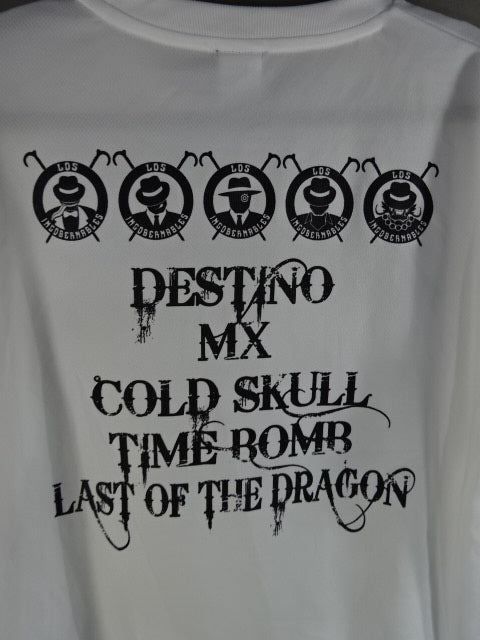 LOS LOS LOS LOS LOS
INGOBERNABLES INGOBERNABLES INGOBERNABLES INGOBERNABLES INGOBERNABLES
DESTINO
MX
COLD SKULL
TIME BOMB
LAST OF THE DRAGON